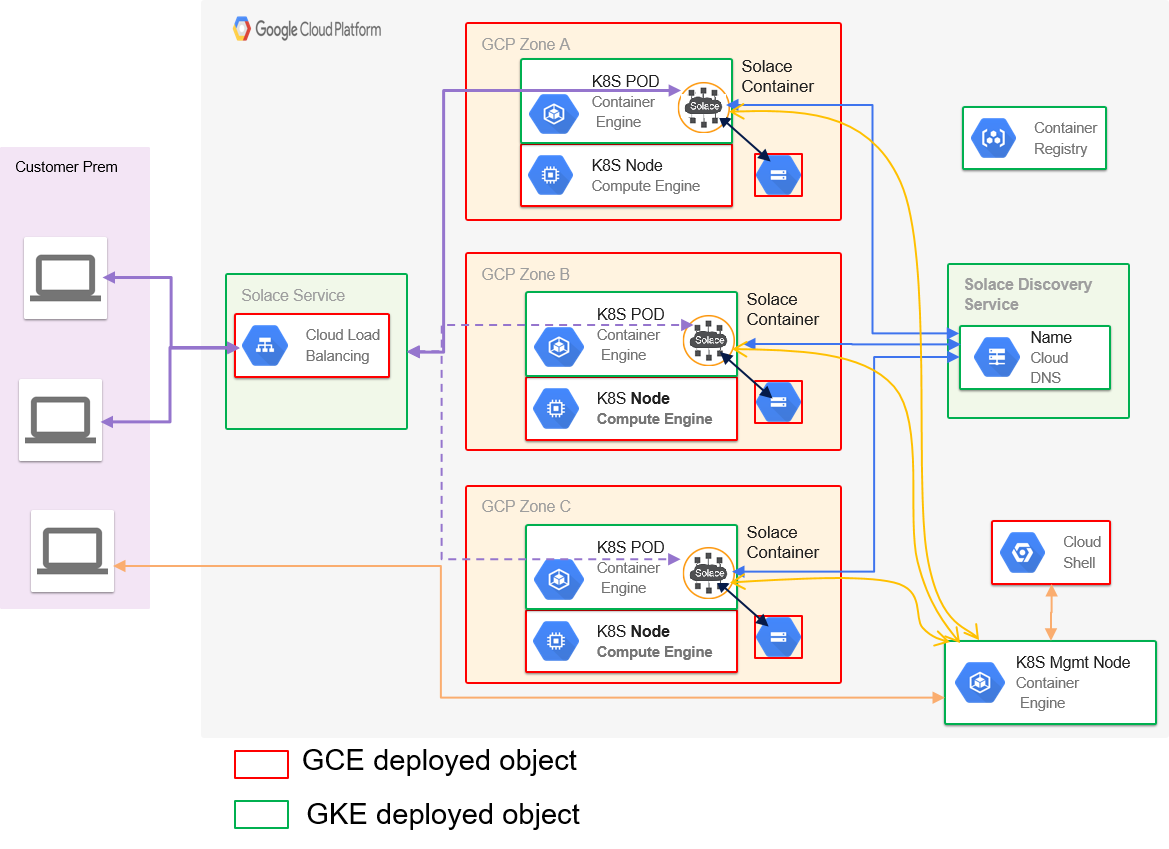 Google Cloud Platform
Customer Prem
Solace Service
Cloud Load
Balancing
GCP Zone A
K8S POD
Container
Engine
Solace
Container
Solace
K8S Node
Compute Engine
GCP Zone B
K8S POD
Container
Engine
Solace
Container
Solace
K8S Node
Compute Engine
GCP Zone C
K8S POD
Container
Engine
Solace
Container
Solace
K8S Node
Compute Engine
Container
Registry
Solace Discovery
Service
Name
Cloud
DNS
Cloud
Shell
K8S Mgmt Node
Container
Engine
GCE deployed object
GKE deployed object